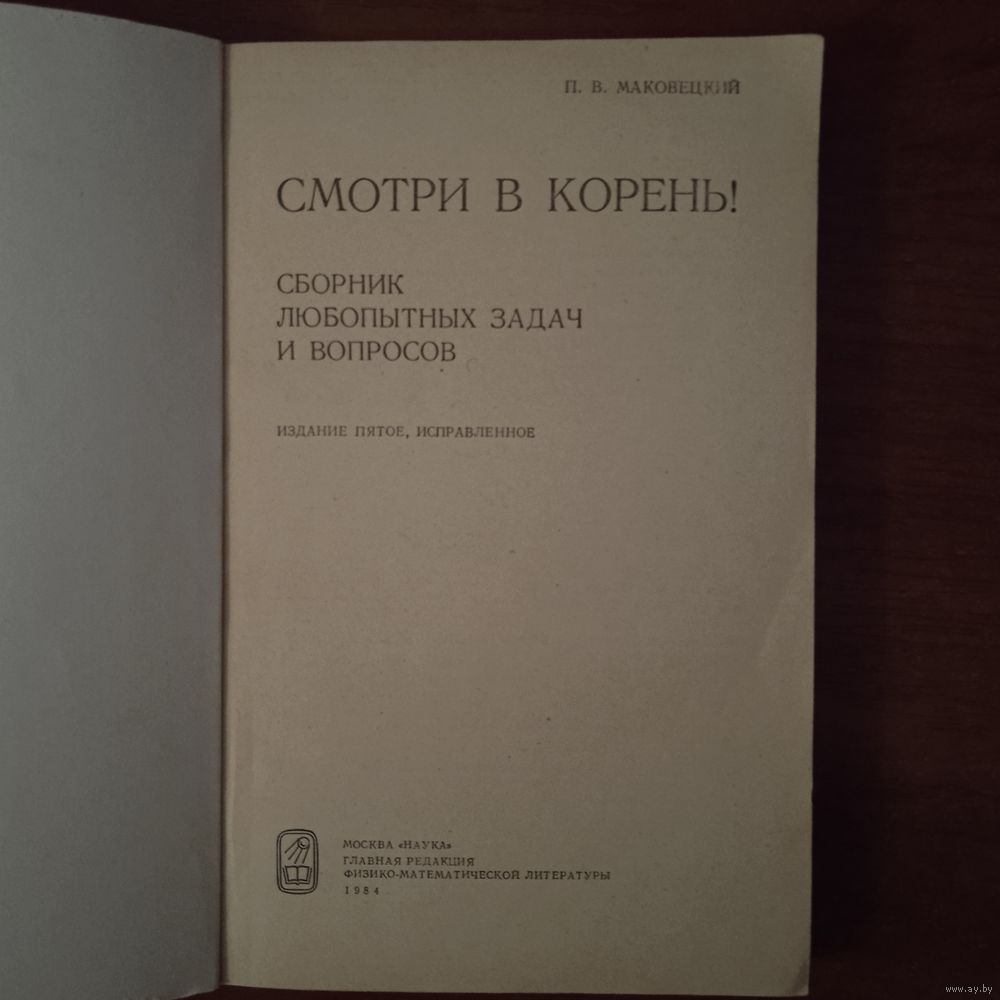 П. В. МАКОВЕЦКИЙ
СМОТРИ В КОРЕНЬ!
СБОРНИК
ЛЮБОПЫТНЫХ ЗАДАЧ
И ВОПРОСОВ
ИЗДАНИЕ ПЯТОЕ, ИСПРАВЛЕННОЕ
МОСКВА «НАУКА»
ГЛАВНАЯ РЕДАКЦИЯ
ФИЗИКО-МАТЕМАТИЧЕСКОЙ ЛИТЕРАТУРЫ
1984
www.ay.by